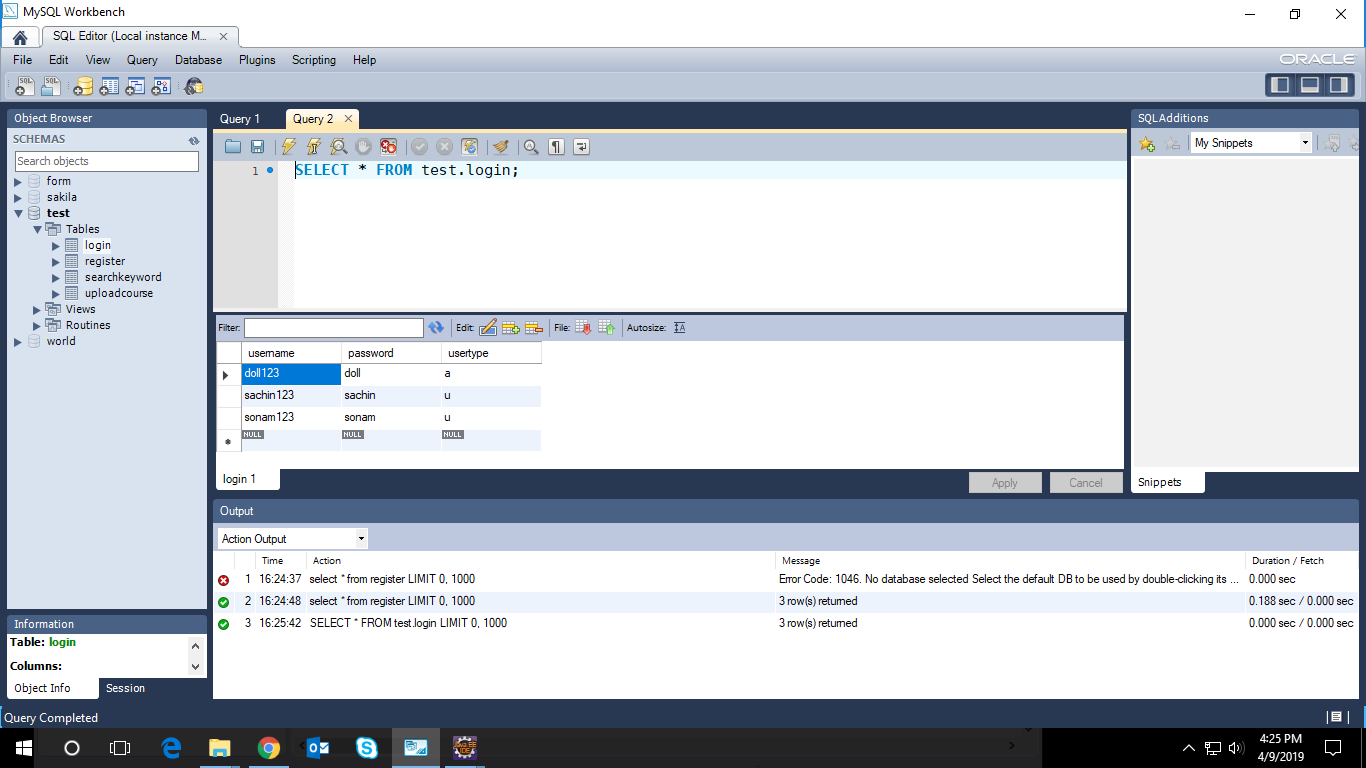 MySQL Workbench
SQL Editor (Local instance M...
File Edit View Query Database Plugins Scripting Help
ORACLE
Object Browser
SCHEMAS
Search objects
form
sakila
test
Tables
login
register
searchkeyword
uploadcourse
Views
Routines
world
Information
Table: login
Columns:
Object Info Session
Query 1 Query 2
1 SELECT * FROM test.login;
Filter: Edit: File: Autosize:
username password usertype
doll123 doll a
sachin123 sachin u
sonam123 sonam u
NULL NULL NULL
login 1
Apply Cancel
SQLAdditions
My Snippets
Snippets
Output
Action Output
Time Action Message Duration / Fetch
1 16:24:37 select * from register LIMIT 0, 1000 Error Code: 1046. No database selected Select the default DB to be used by double-clicking its ... 0.000 sec
2 16:24:48 select * from register LIMIT 0, 1000 3 row(s) returned 0.188 sec / 0.000 sec
3 16:25:42 SELECT * FROM test.login LIMIT 0, 1000 3 row(s) returned 0.000 sec / 0.000 sec
Query Completed
4:25 PM
4/9/2019